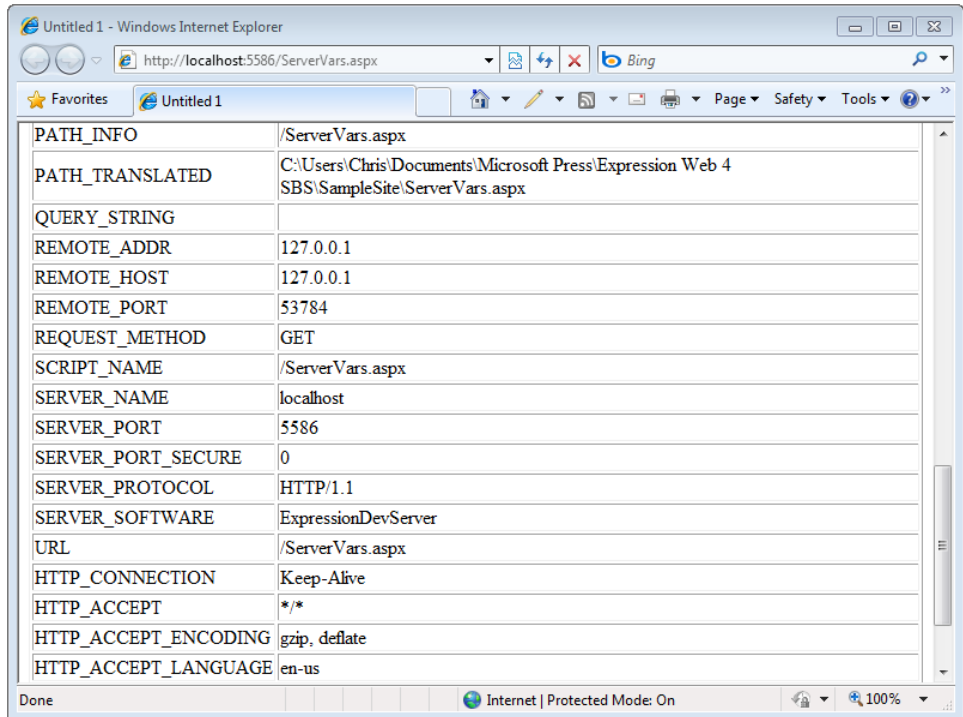 Untitled 1 - Windows Internet Explorer
http://localhost:5586/ServerVars.aspx
Bing
Favorites
Untitled 1
Page
Safety
Tools
PATH_INFO /ServerVars.aspx
PATH_TRANSLATED C:\Users\Chris\Documents\Microsoft Press\Expression Web 4
SBS\SampleSite\ServerVars.aspx
QUERY_STRING
REMOTE_ADDR 127.0.0.1
REMOTE_HOST 127.0.0.1
REMOTE_PORT 53784
REQUEST_METHOD GET
SCRIPT_NAME /ServerVars.aspx
SERVER_NAME localhost
SERVER_PORT 5586
SERVER_PORT_SECURE 0
SERVER_PROTOCOL HTTP/1.1
SERVER_SOFTWARE ExpressionDevServer
URL /ServerVars.aspx
HTTP_CONNECTION Keep-Alive
HTTP_ACCEPT */*
HTTP_ACCEPT_ENCODING gzip, deflate
HTTP_ACCEPT_LANGUAGE en-us
Done
Internet | Protected Mode: On
100%